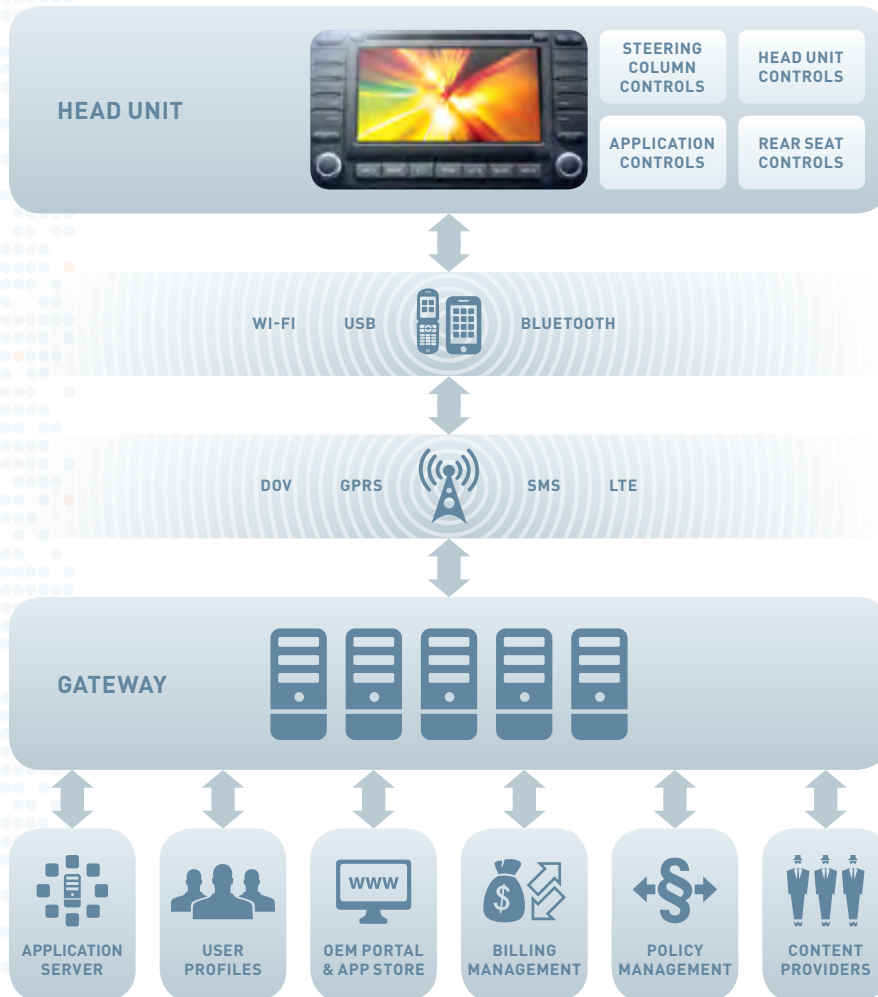 HEAD UNIT
STEERING
COLUMN
CONTROLS
HEAD UNIT
CONTROLS
APPLICATION
CONTROLS
REAR SEAT
CONTROLS
WI-FI
USB
BLUETOOTH
DOV
GPRS
SMS
LTE
GATEWAY
WWW
$
§
APPLICATION
SERVER
USER
PROFILES
OEM PORTAL
& APP STORE
BILLING
MANAGEMENT
POLICY
MANAGEMENT
CONTENT
PROVIDERS